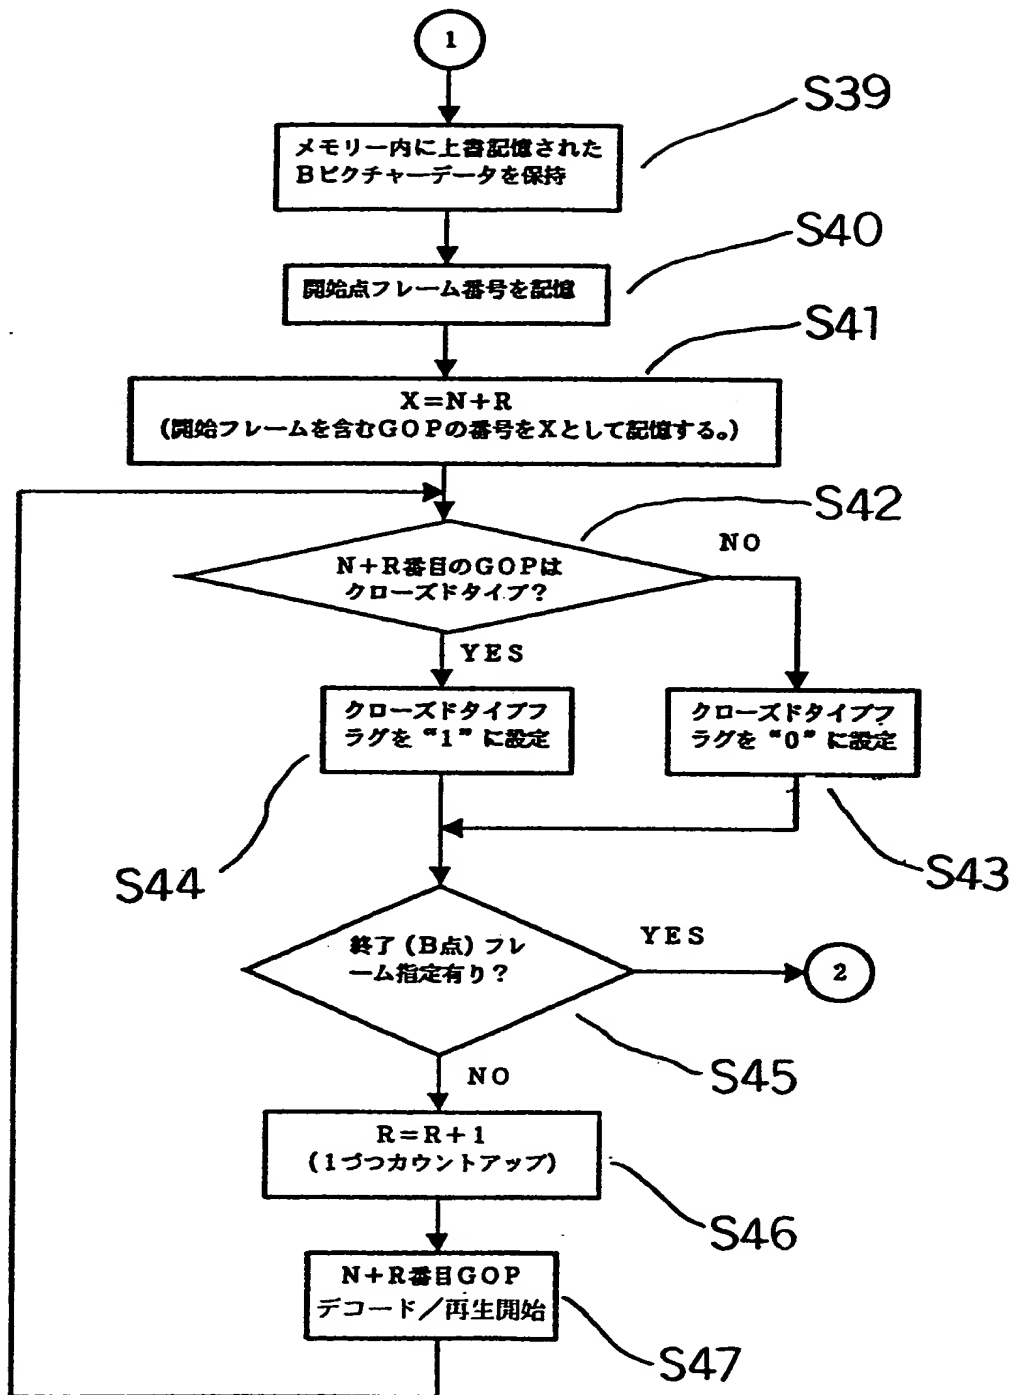 1
S39
メモリー内に上書記憶された
Bピクチャーデータを保持
S40
開始点フレーム番号を記憶
S41
X=N+R
(開始フレームを含むGOPの番号をXとして記憶する。)
S42
N+R番目のGOPは
クローズドタイプ?
NO
YES
クローズドタイプフ
ラグを“1”に設定
クローズドタイプフ
ラグを“0”に設定
S44
S43
終了(B点)フレ
ーム指定有り?
YES
2
S45
NO
R=R+1
(1づつカウントアップ)
S46
N+R番目GOP
デコード/再生開始
S47